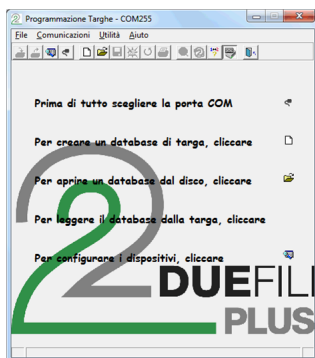 Programmazione Targhe - COM255
File Comunicazioni Utilità Aiuto
Prima di tutto scegliere la porta COM
Per creare un database di targa, cliccare
Per aprire un database dal disco, cliccare
Per leggere il database dalla targa, cliccare
Per configurare i dispositivi, cliccare
2
DUEFILI
PLUS